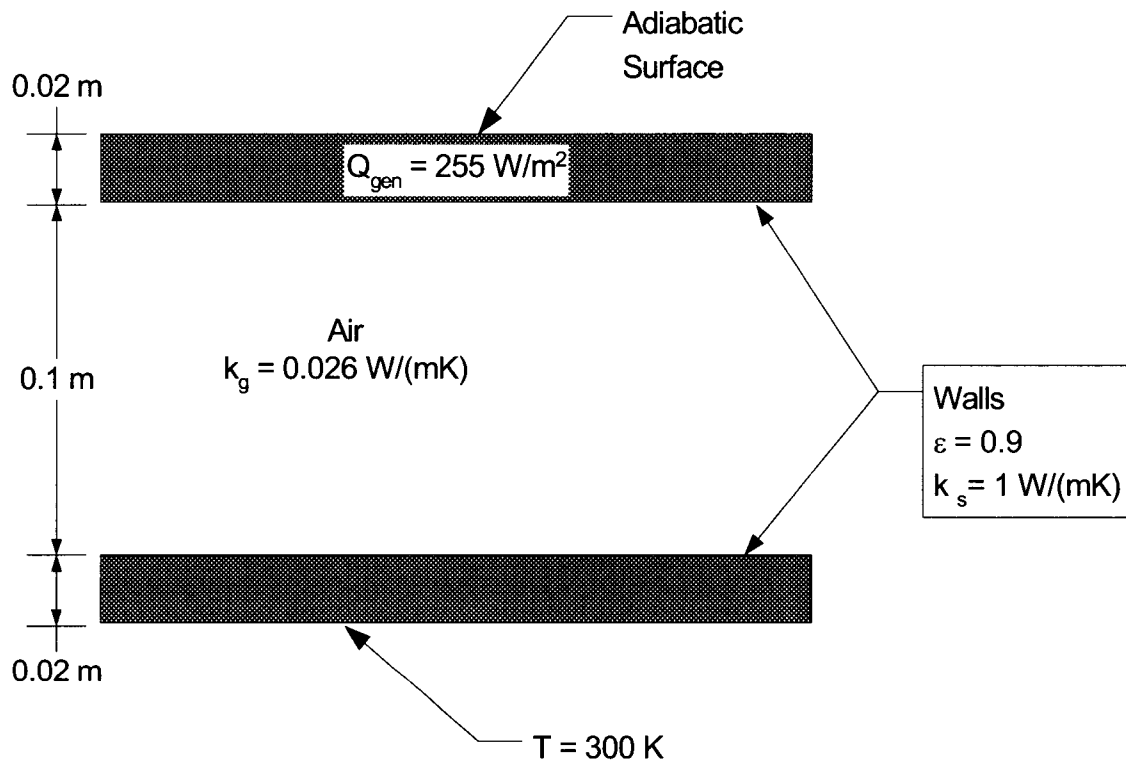 Adiabatic
Surface
0.02 m
Q_gen = 255 W/m²
Air
k_g = 0.026 W/(mK)
0.1 m
Walls
ε = 0.9
k_s = 1 W/(mK)
0.02 m
T = 300 K